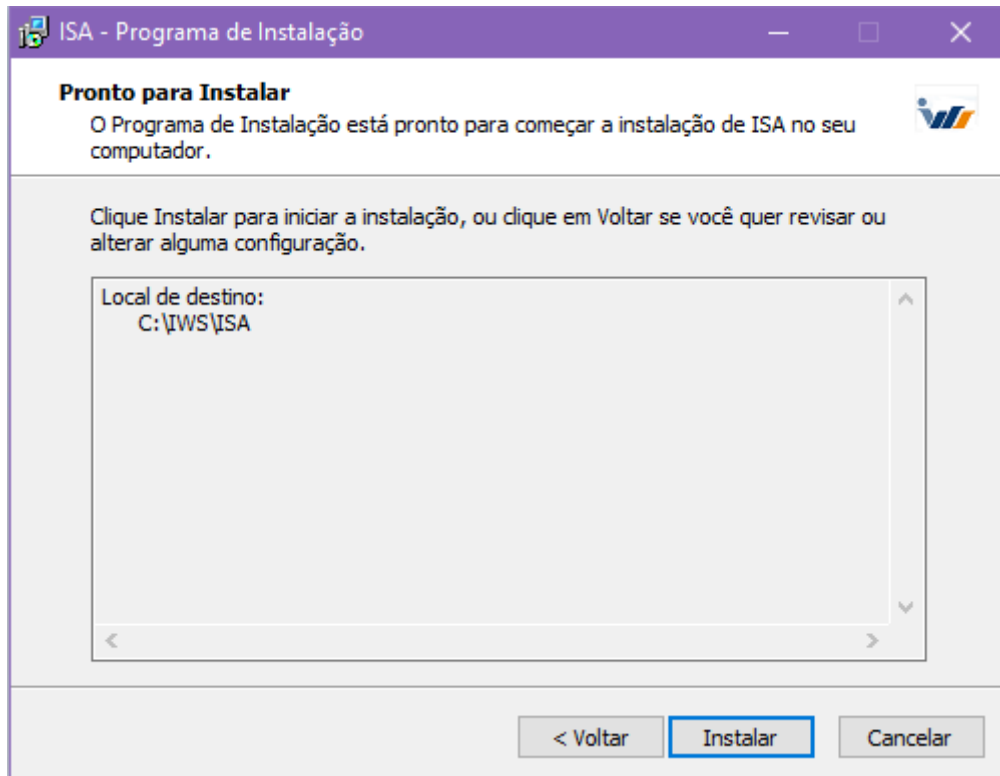 ISA - Programa de Instalação
Pronto para Instalar
O Programa de Instalação está pronto para começar a instalação de ISA no seu
computador.
Clique Instalar para iniciar a instalação, ou clique em Voltar se você quer revisar ou
alterar alguma configuração.
Local de destino:
C:\IWS\ISA
< Voltar
Instalar
Cancelar